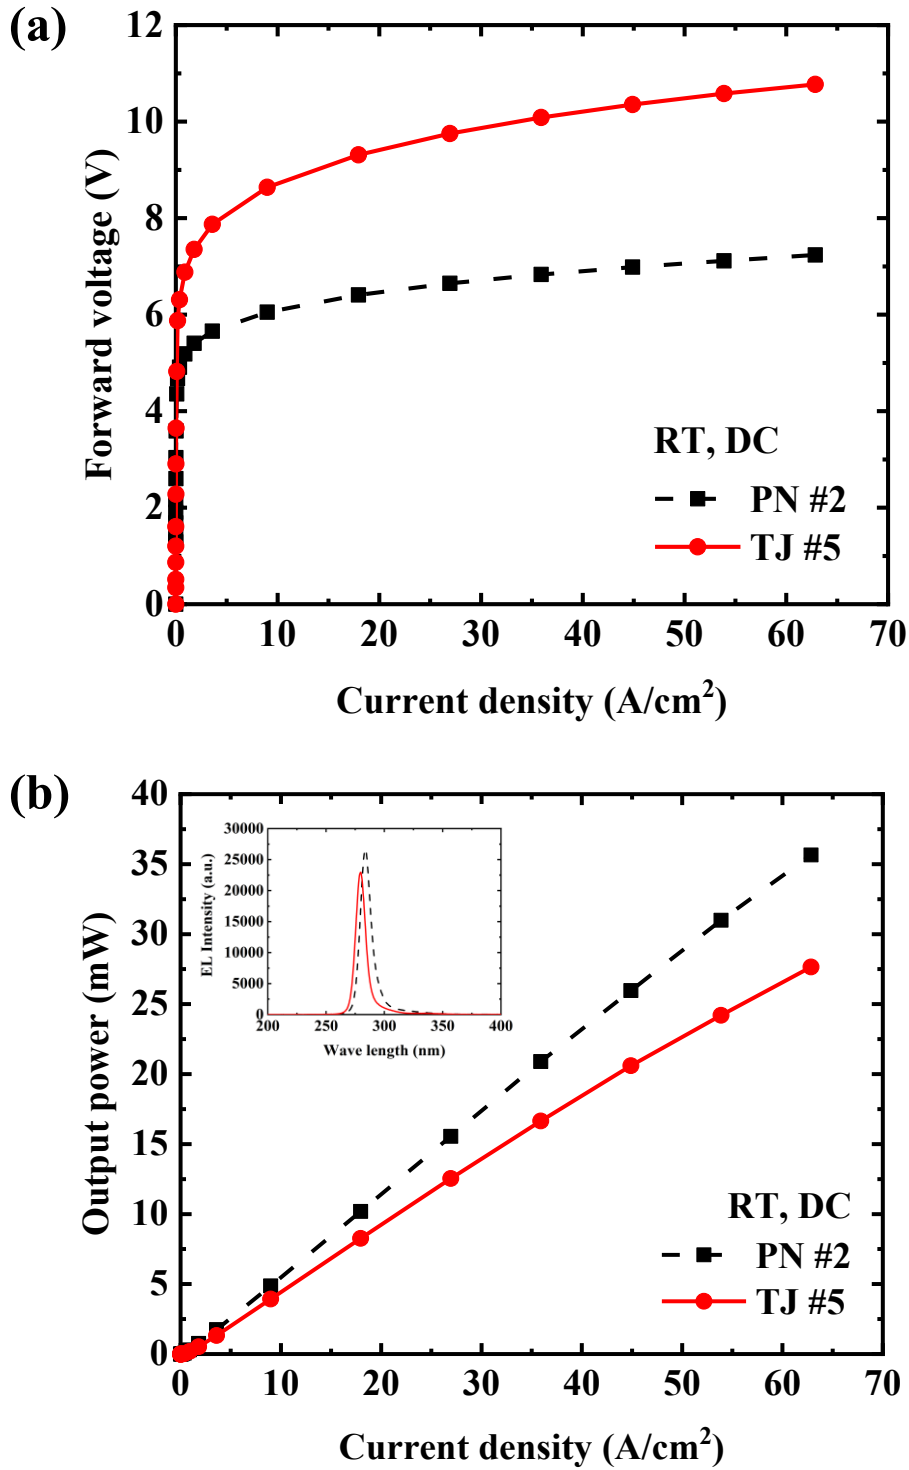 (a)
12
10
8
6
4
2
0
Forward voltage (V)
RT, DC
PN #2
TJ #5
0 10 20 30 40 50 60 70
Current density (A/cm²)
(b)
40
35
30
25
20
15
10
5
0
Output power (mW)
30000
25000
20000
15000
10000
5000
0
EL Intensity (a.u.)
200 250 300 350 400
Wave length (nm)
RT, DC
PN #2
TJ #5
0 10 20 30 40 50 60 70
Current density (A/cm²)